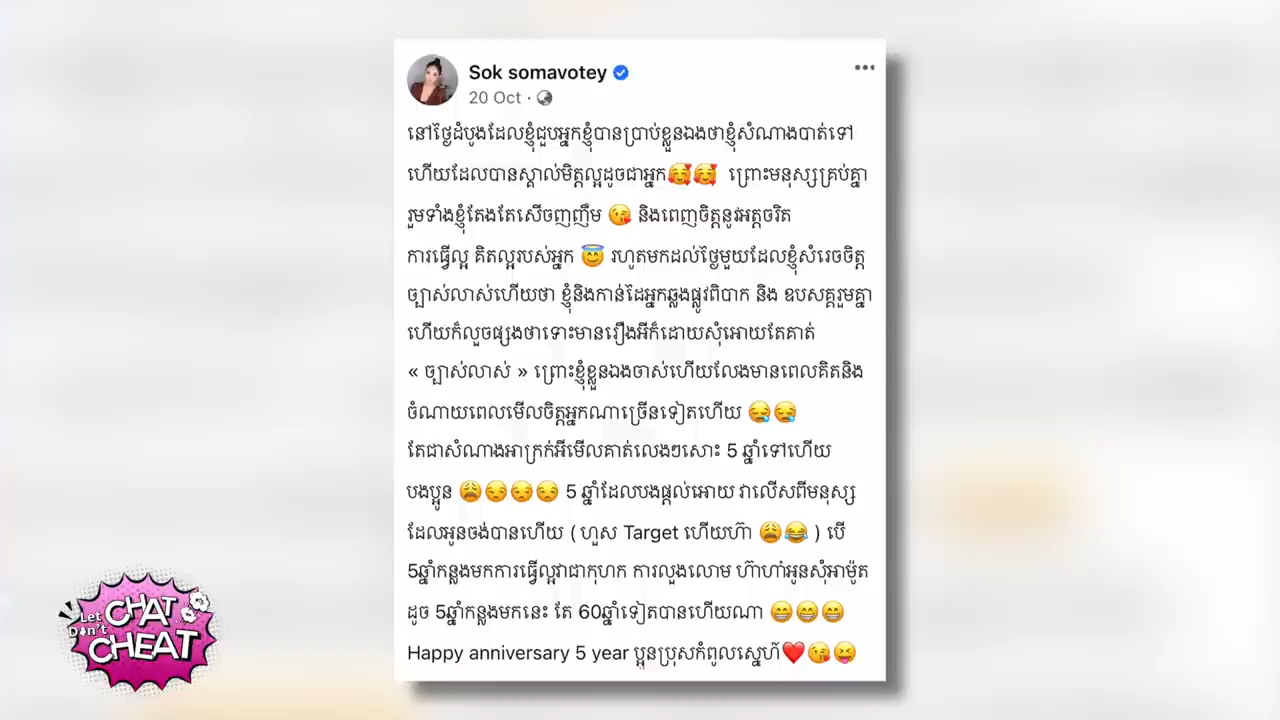 Sok somavotey
20 Oct ·
នៅថ្ងៃដំបូងដែលខ្ញុំជួបអ្នកខ្ញុំបានប្រាប់ខ្លួនឯងថាខ្ញុំសំណាងបាត់ទៅ
ហើយដែលបានស្គាល់មិត្តល្អដូចជាអ្នក🥰🥰 ព្រោះមនុស្សគ្រប់គ្នា
រួមទាំងខ្ញុំតែងតែសើចញញឹម 😘 និងពេញចិត្តនូវអត្តចរិត
ការធ្វើល្អ គិតល្អរបស់អ្នក 😇 រហូតមកដល់ថ្ងៃមួយដែលខ្ញុំសំរេចចិត្ត
ច្បាស់លាស់ហើយថា ខ្ញុំនិងកាន់ដៃអ្នកឆ្លងផ្លូវពិបាក និង ឧបសគ្គរួមគ្នា
ហើយក៏លួចផ្សងថាទោះមានរឿងអីក៏ដោយសុំអោយតែគាត់
« ច្បាស់លាស់ » ព្រោះខ្ញុំខ្លួនឯងចាស់ហើយលែងមានពេលគិតនិង
ចំណាយពេលមើលចិត្តអ្នកណាច្រើនទៀតហើយ 😪😪
តែជាសំណាងអាក្រក់អីមើលគាត់លេងៗសោះ 5 ឆ្នាំទៅហើយ
បងប្អូន 😩😒😒😒 5 ឆ្នាំដែលបងផ្ដល់អោយ វាលើសពីមនុស្ស
ដែលអូនចង់បានហើយ ( ហួស Target ហើយហ៊ា 😩😂 ) បើ
5ឆ្នាំកន្លងមកការធ្វើល្អវាជាកុហក ការលួងលោម ហ៊ាហាំអូនសុំអាម៉ូត
ដូច 5ឆ្នាំកន្លងមកនេះ តែ 60ឆ្នាំទៀតបានហើយណា 😁😁😁
Happy anniversary 5 year ប្អូនប្រុសកំពូលស្នេហ៍❤️😘😝
Let CHAT
Don't CHEAT